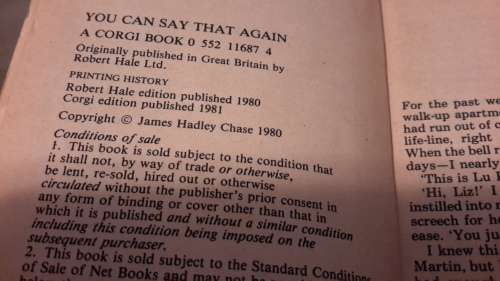 YOU CAN SAY THAT AGAIN
A CORGI BOOK 0 552 11687 4
Originally published in Great Britain by
Robert Hale Ltd.
PRINTING HISTORY
Robert Hale edition published 1980
Corgi edition published 1981
Copyright © James Hadley Chase 1980
Conditions of sale
1. This book is sold subject to the condition that
it shall not, by way of trade or otherwise,
be lent, re-sold, hired out or otherwise
circulated without the publisher's prior consent in
any form of binding or cover other than that in
which it is published and without a similar condition
including this condition being imposed on the
subsequent purchaser.
2. This book is sold subject to the Standard Conditions
of Sale of Net Books and may not be
For the past we
walk-up apartm
had run out of c
life-line, right
When the bell r
days—I nearly
'This is Lu
'Hi, Liz!' I
instilled into
screech for h
ease. 'You ju
I knew thi
Martin, but